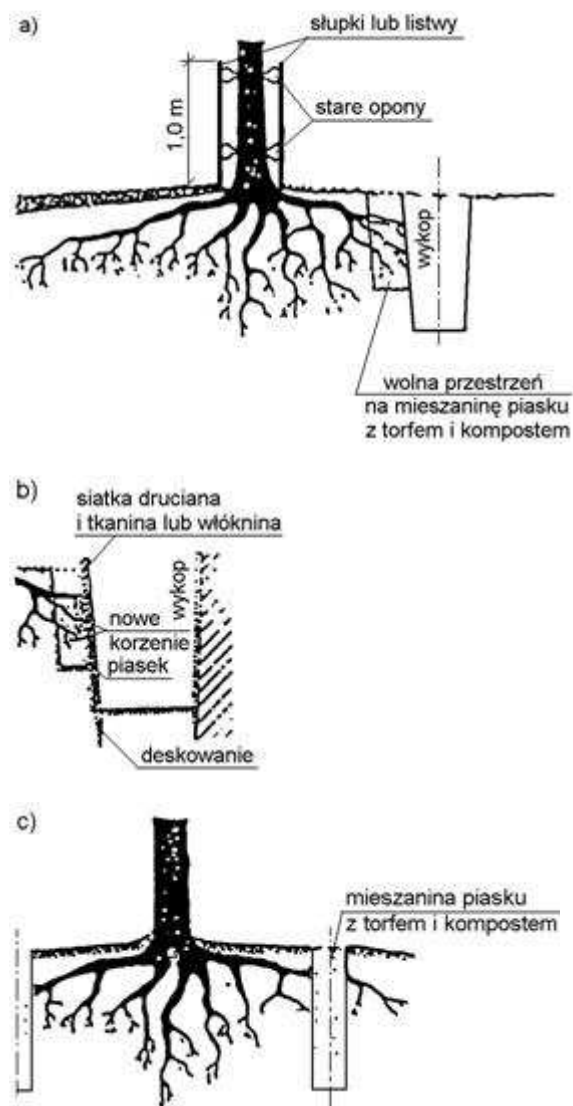 a)
słupki lub listwy
stare opony
1,0 m
wykop
wolna przestrzeń
na mieszaninę piasku
z torfem i kompostem
b)
siatka druciana
i tkanina lub włóknina
wykop
nowe
korzenie
piasek
deskowanie
c)
mieszanina piasku
z torfem i kompostem